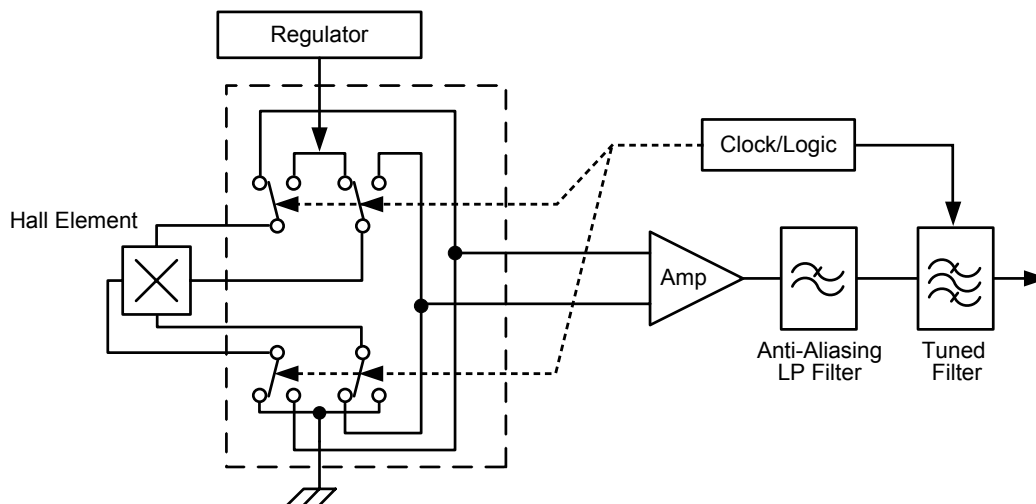 Regulator
Clock/Logic
Hall Element
Amp
Anti-Aliasing
LP Filter
Tuned
Filter